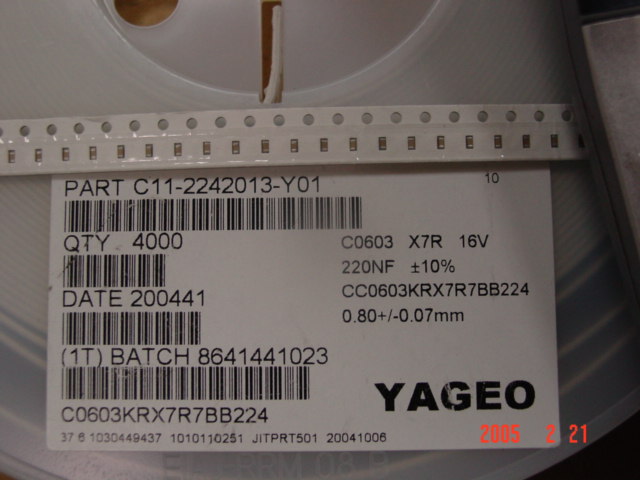 PART C11-2242013-Y01
10
QTY 4000
C0603 X7R 16V
220NF ±10%
DATE 200441
CC0603KRX7R7BB224
0.80+/-0.07mm
(1T) BATCH 8641441023
YAGEO
C0603KRX7R7BB224
37 6 1030449437 1010110251 JITPRT501 20041006
2005 2 21